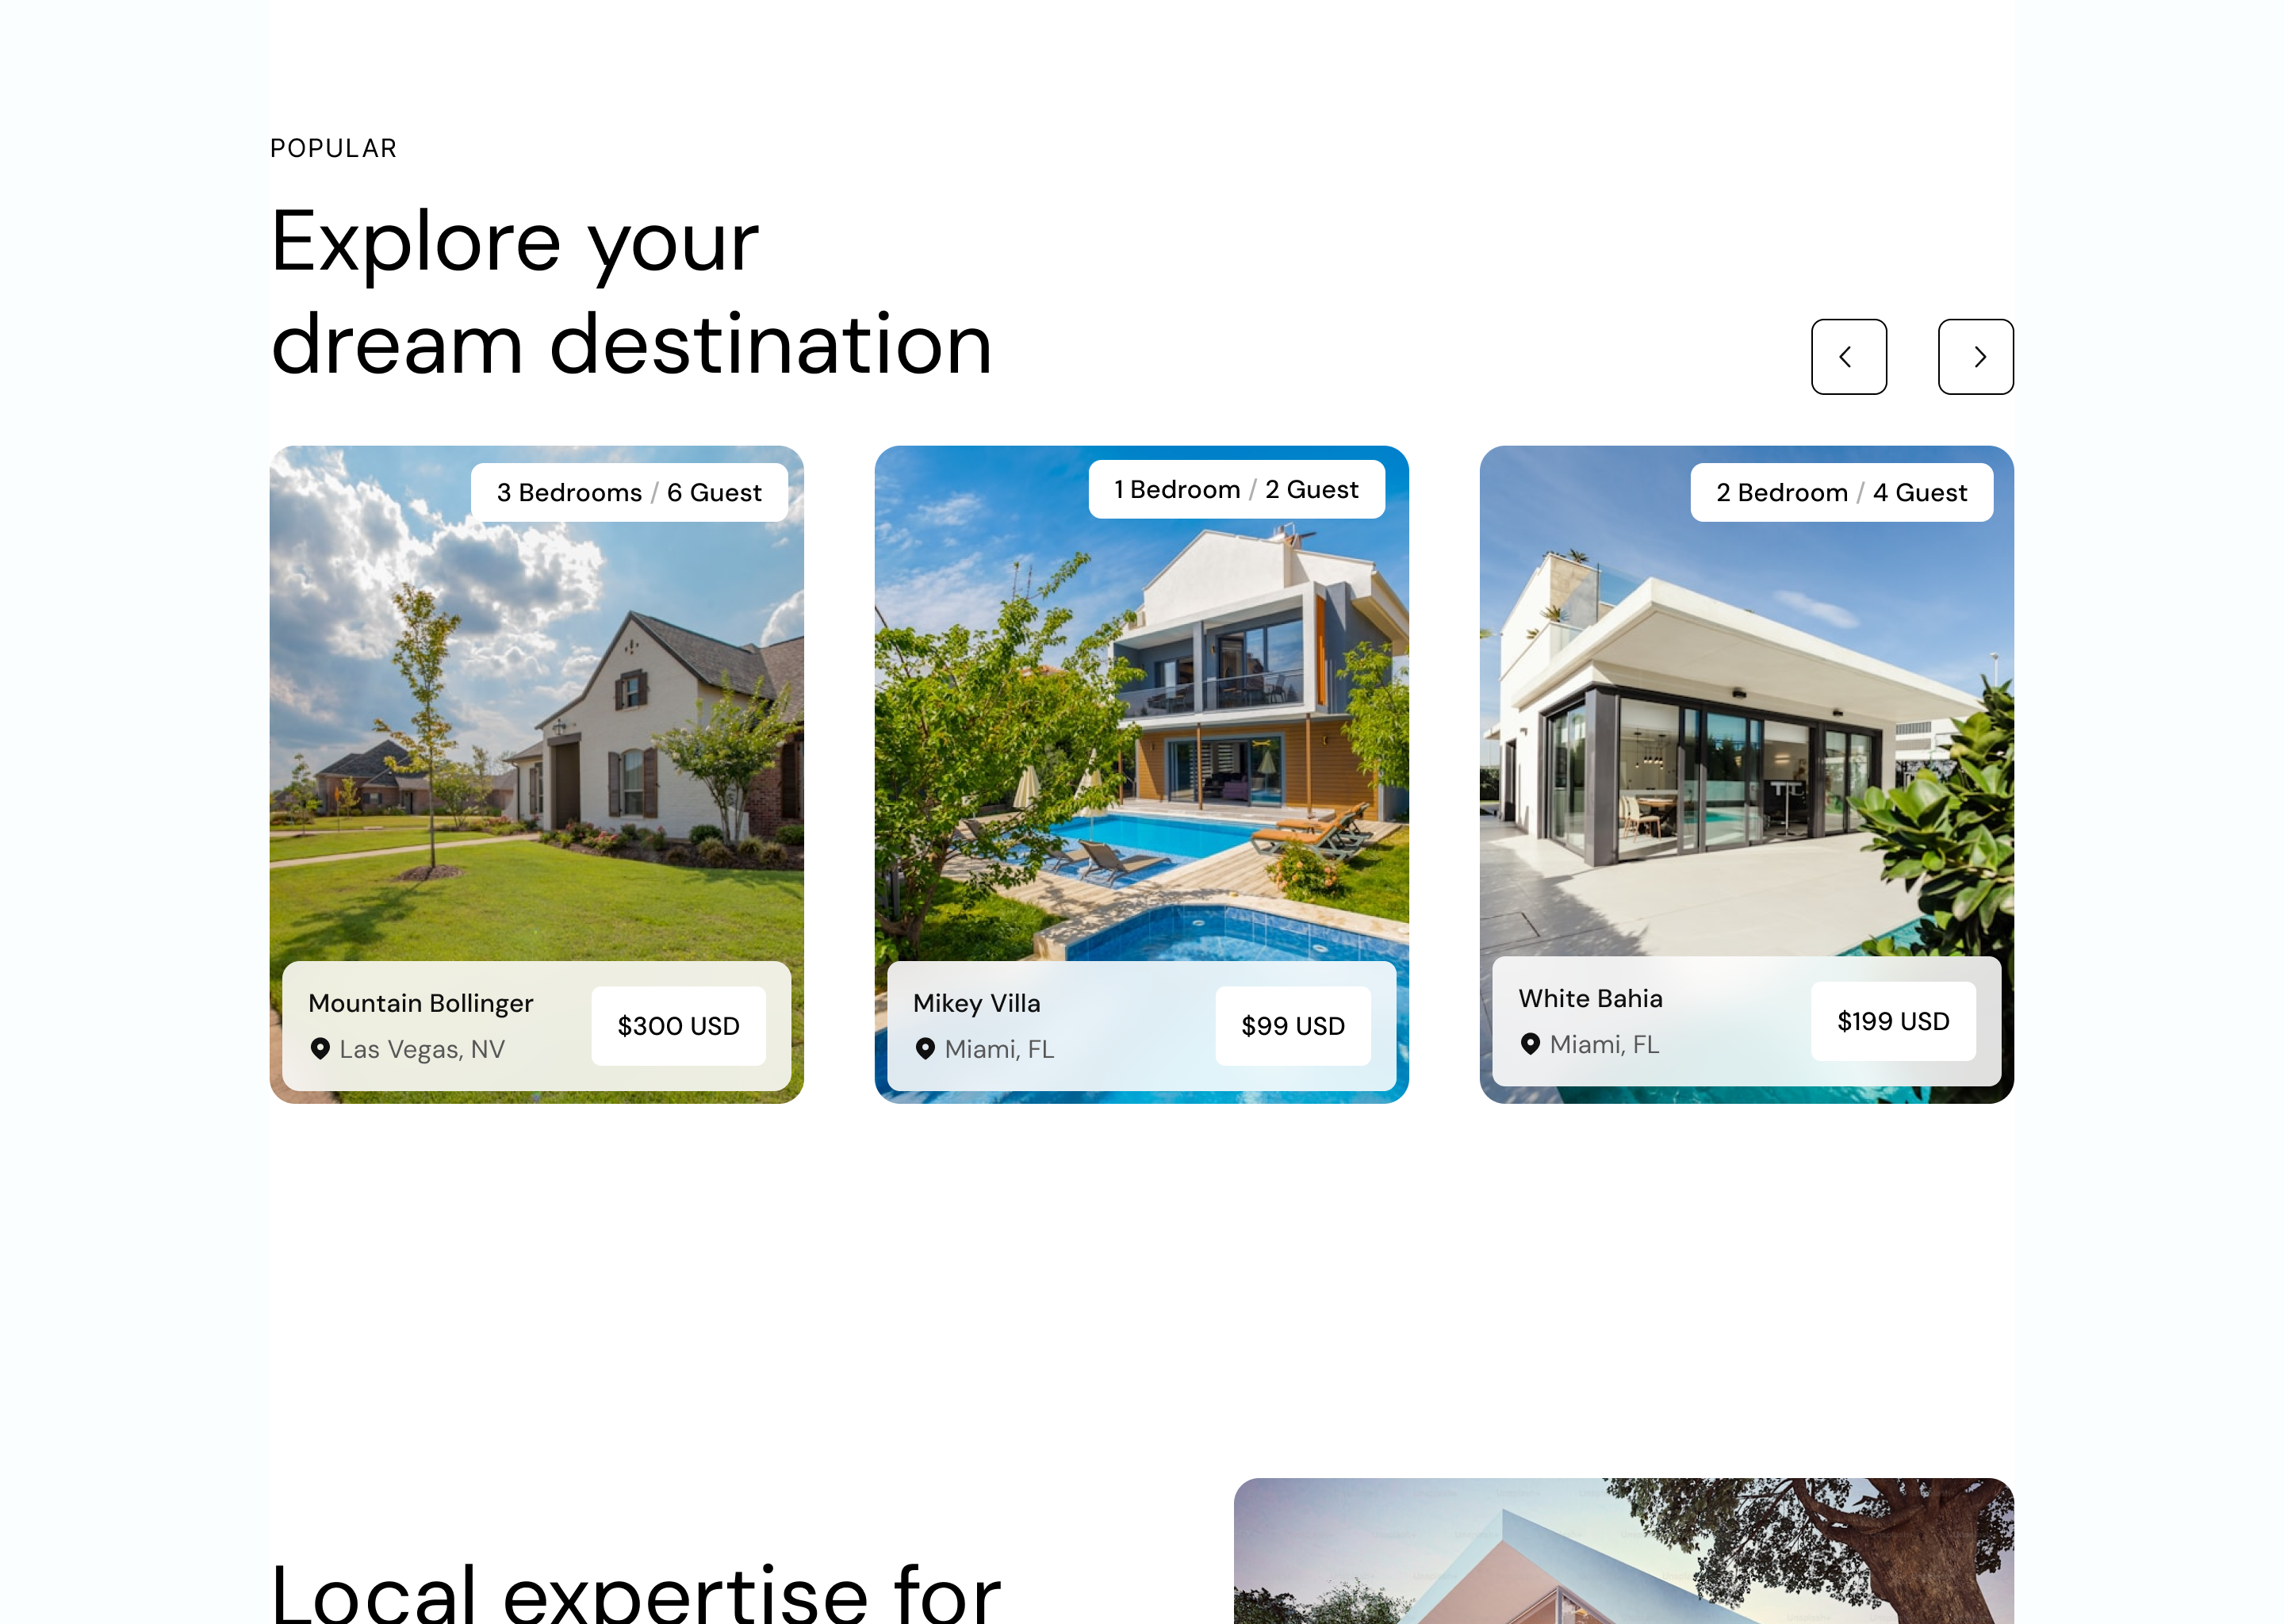 POPULAR
Explore your
dream destination
3 Bedrooms / 6 Guest
1 Bedroom / 2 Guest
2 Bedroom / 4 Guest
Mountain Bollinger
Las Vegas, NV
$300 USD
Mikey Villa
Miami, FL
$99 USD
White Bahia
Miami, FL
$199 USD
Local expertise for